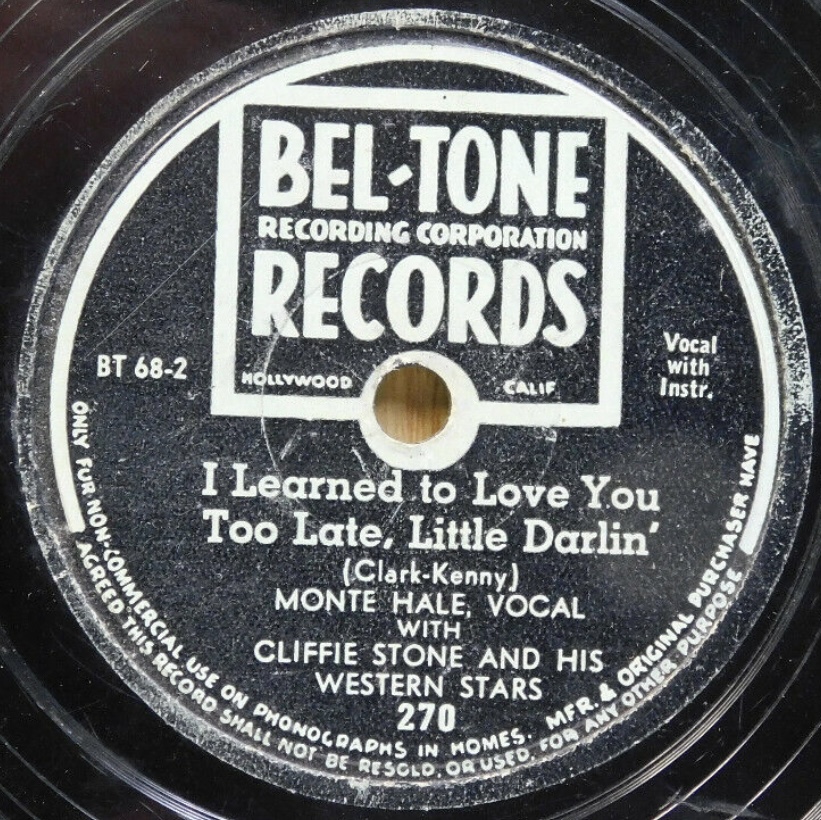 BEL-TONE
RECORDING CORPORATION
RECORDS
HOLLYWOOD CALIF
BT 68-2
Vocal
with
Instr.
I Learned to Love You
Too Late, Little Darlin'
(Clark-Kenny)
MONTE HALE, VOCAL
WITH
CLIFFIE STONE AND HIS
WESTERN STARS
270
ONLY FUR NON-COMMERCIAL USE ON PHONOGRAPHS IN HOMES. MFR. & ORIGINAL PURCHASER HAVE
AGREED THIS RECORD SHALL NOT BE RESOLD, OR USED, FOR ANY OTHER PURPOSE